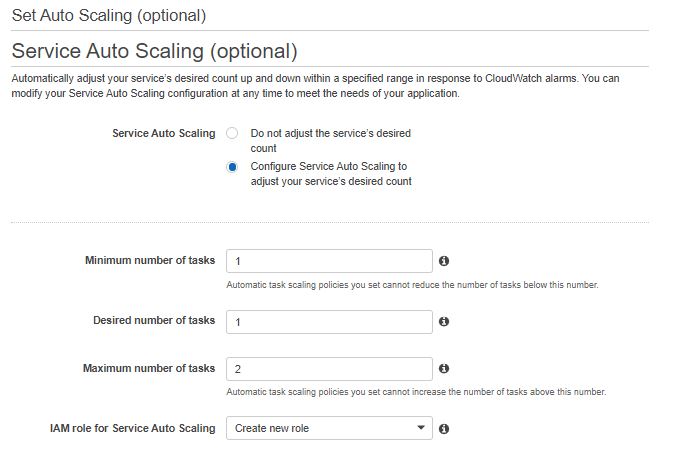 Set Auto Scaling (optional)
Service Auto Scaling (optional)
Automatically adjust your service's desired count up and down within a specified range in response to CloudWatch alarms. You can
modify your Service Auto Scaling configuration at any time to meet the needs of your application.
Service Auto Scaling
Do not adjust the service's desired
count
Configure Service Auto Scaling to
adjust your service's desired count
Minimum number of tasks 1
Automatic task scaling policies you set cannot reduce the number of tasks below this number.
Desired number of tasks 1
Maximum number of tasks 2
Automatic task scaling policies you set cannot increase the number of tasks above this number.
IAM role for Service Auto Scaling Create new role